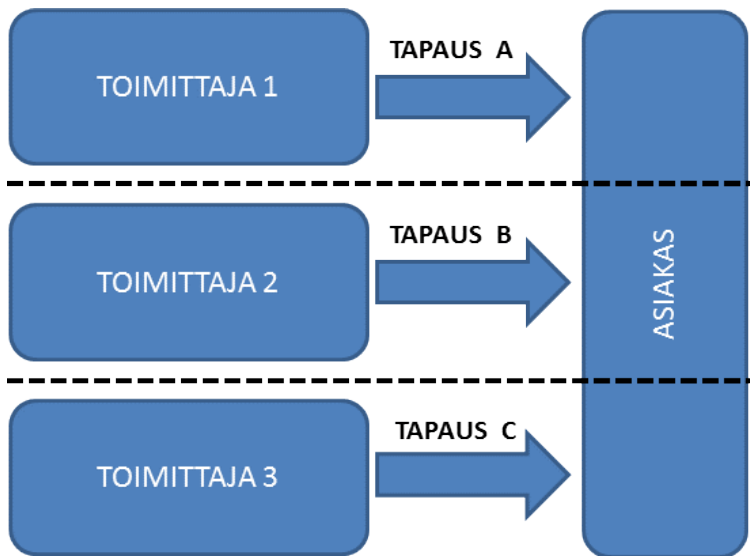 TOIMITTAJA 1
TAPAUS A
TOIMITTAJA 2
TAPAUS B
ASIAKAS
TOIMITTAJA 3
TAPAUS C